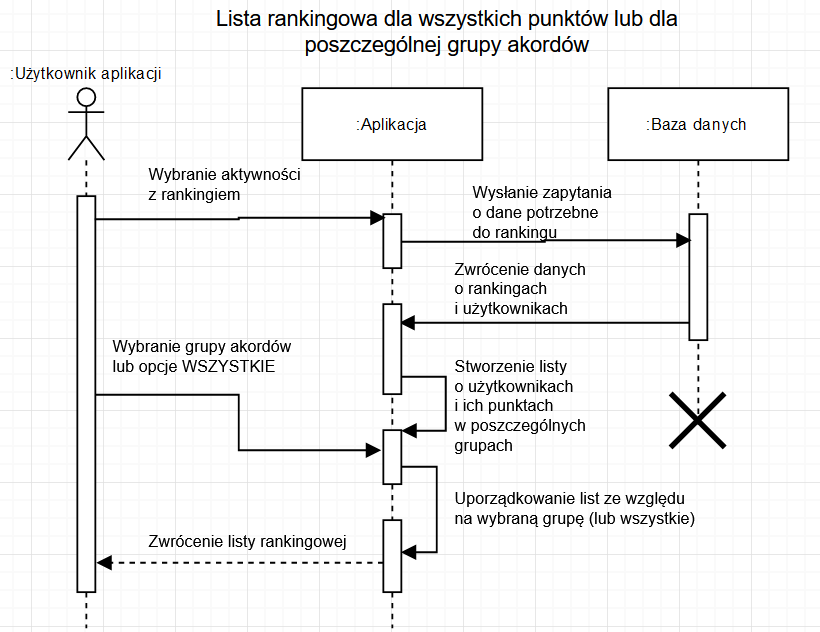 Lista rankingowa dla wszystkich punktów lub dla
poszczególnej grupy akordów
:Użytkownik aplikacji
:Aplikacja
:Baza danych
Wybranie aktywności
z rankingiem
Wysłanie zapytania
o dane potrzebne
do rankingu
Zwrócenie danych
o rankingach
i użytkownikach
Wybranie grupy akordów
lub opcje WSZYSTKIE
Stworzenie listy
o użytkownikach
i ich punktach
w poszczególnych
grupach
Uporządkowanie list ze względu
na wybraną grupę (lub wszystkie)
Zwrócenie listy rankingowej